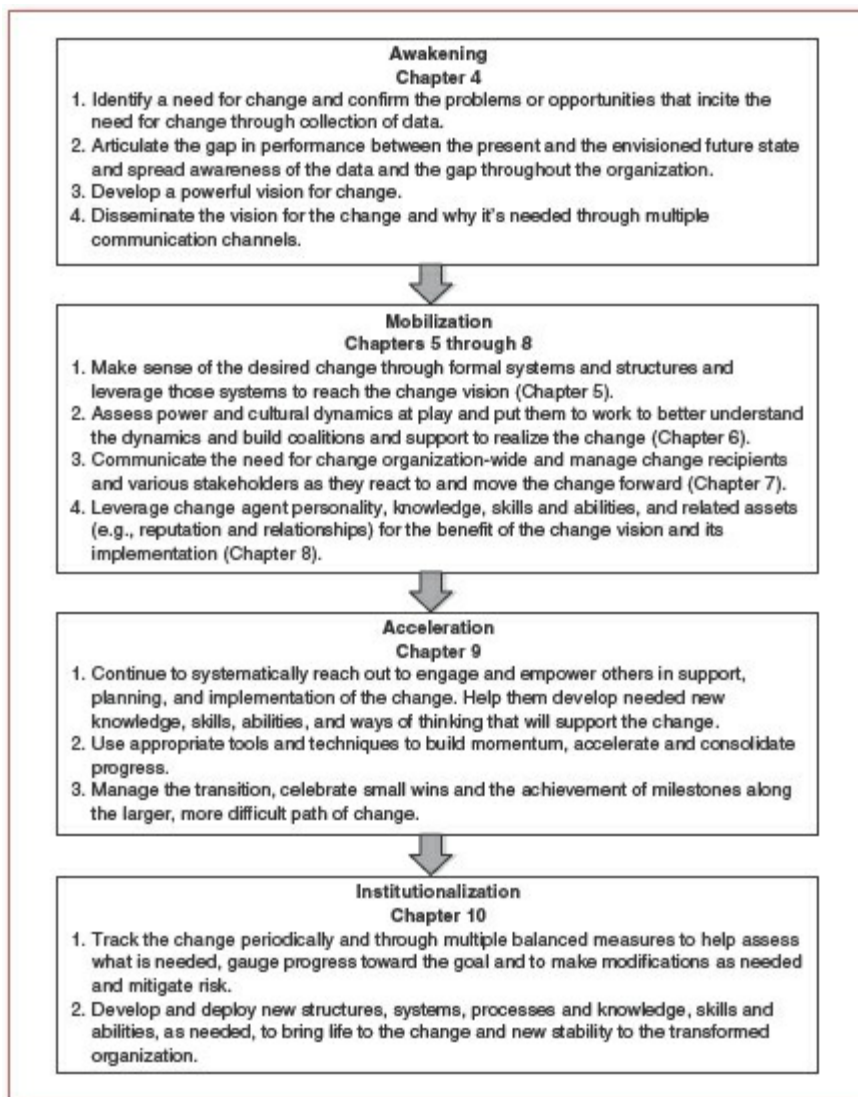 Awakening
Chapter 4
1. Identify a need for change and confirm the problems or opportunities that incite the
need for change through collection of data.
2. Articulate the gap in performance between the present and the envisioned future state
and spread awareness of the data and the gap throughout the organization.
3. Develop a powerful vision for change.
4. Disseminate the vision for the change and why it's needed through multiple
communication channels.
Mobilization
Chapters 5 through 8
1. Make sense of the desired change through formal systems and structures and
leverage those systems to reach the change vision (Chapter 5).
2. Assess power and cultural dynamics at play and put them to work to better understand
the dynamics and build coalitions and support to realize the change (Chapter 6).
3. Communicate the need for change organization-wide and manage change recipients
and various stakeholders as they react to and move the change forward (Chapter 7).
4. Leverage change agent personality, knowledge, skills and abilities, and related assets
(e.g., reputation and relationships) for the benefit of the change vision and its
implementation (Chapter 8).
Acceleration
Chapter 9
1. Continue to systematically reach out to engage and empower others in support,
planning, and implementation of the change. Help them develop needed new
knowledge, skills, abilities, and ways of thinking that will support the change.
2. Use appropriate tools and techniques to build momentum, accelerate and consolidate
progress.
3. Manage the transition, celebrate small wins and the achievement of milestones along
the larger, more difficult path of change.
Institutionalization
Chapter 10
1. Track the change periodically and through multiple balanced measures to help assess
what is needed, gauge progress toward the goal and to make modifications as needed
and mitigate risk.
2. Develop and deploy new structures, systems, processes and knowledge, skills and
abilities, as needed, to bring life to the change and new stability to the transformed
organization.